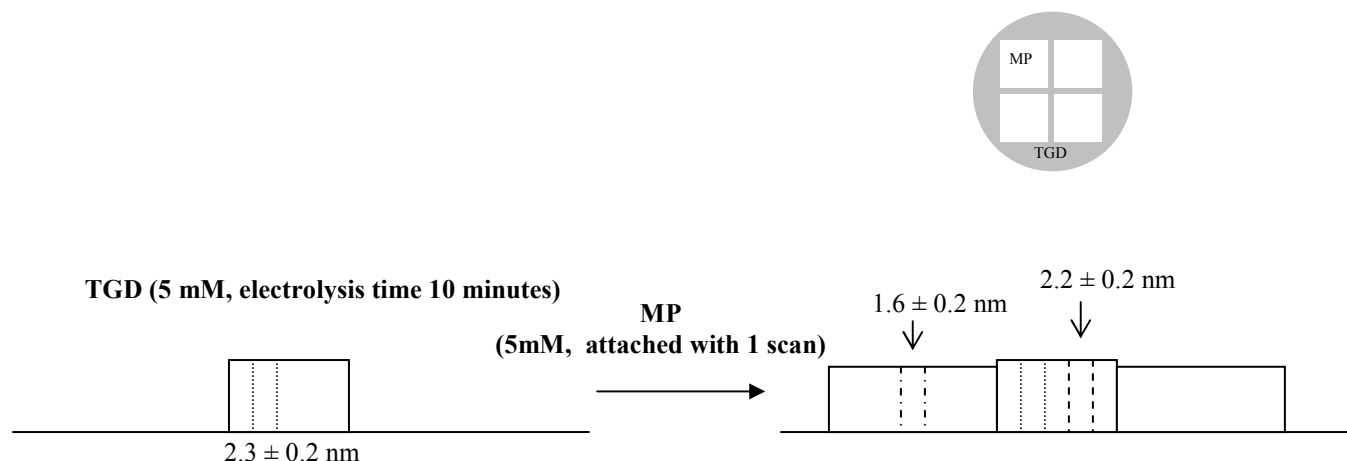 MP
TGD
TGD (5 mM, electrolysis time 10 minutes)
2.3 ± 0.2 nm
MP
(5mM, attached with 1 scan)
1.6 ± 0.2 nm
2.2 ± 0.2 nm